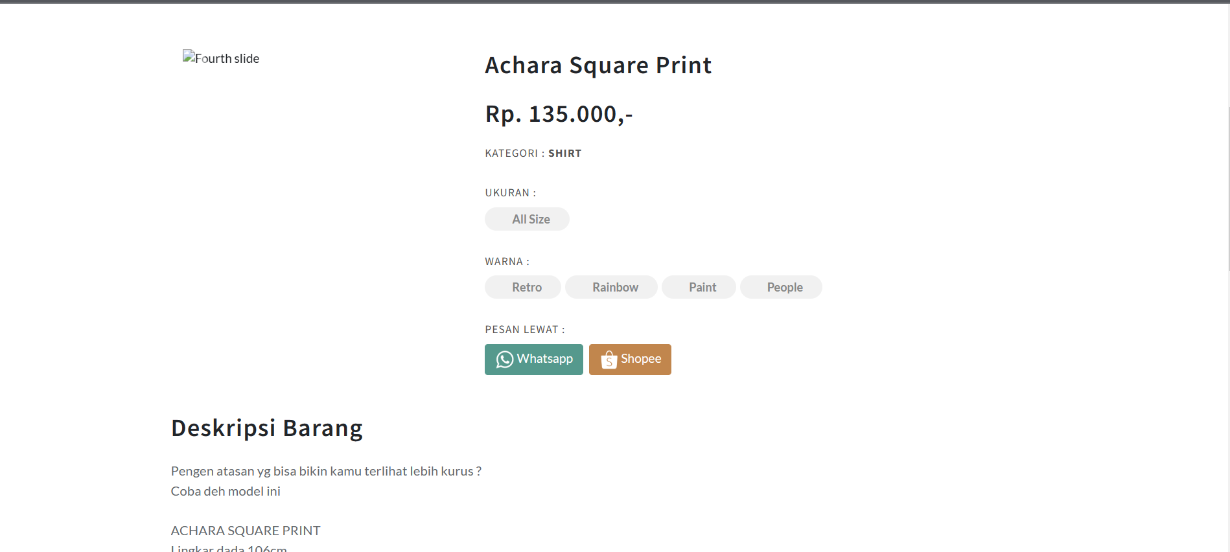 Fourth slide
Achara Square Print
Rp. 135.000,-
KATEGORI : SHIRT
UKURAN :
All Size
WARNA :
Retro Rainbow Paint People
PESAN LEWAT :
Whatsapp Shopee
Deskripsi Barang
Pengen atasan yg bisa bikin kamu terlihat lebih kurus ?
Coba deh model ini
ACHARA SQUARE PRINT
Lingkar dada 106cm